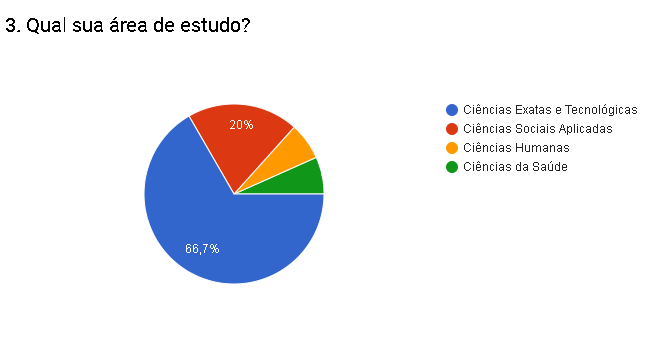 3. Qual sua área de estudo?
20%
66,7%
Ciências Exatas e Tecnológicas
Ciências Sociais Aplicadas
Ciências Humanas
Ciências da Saúde